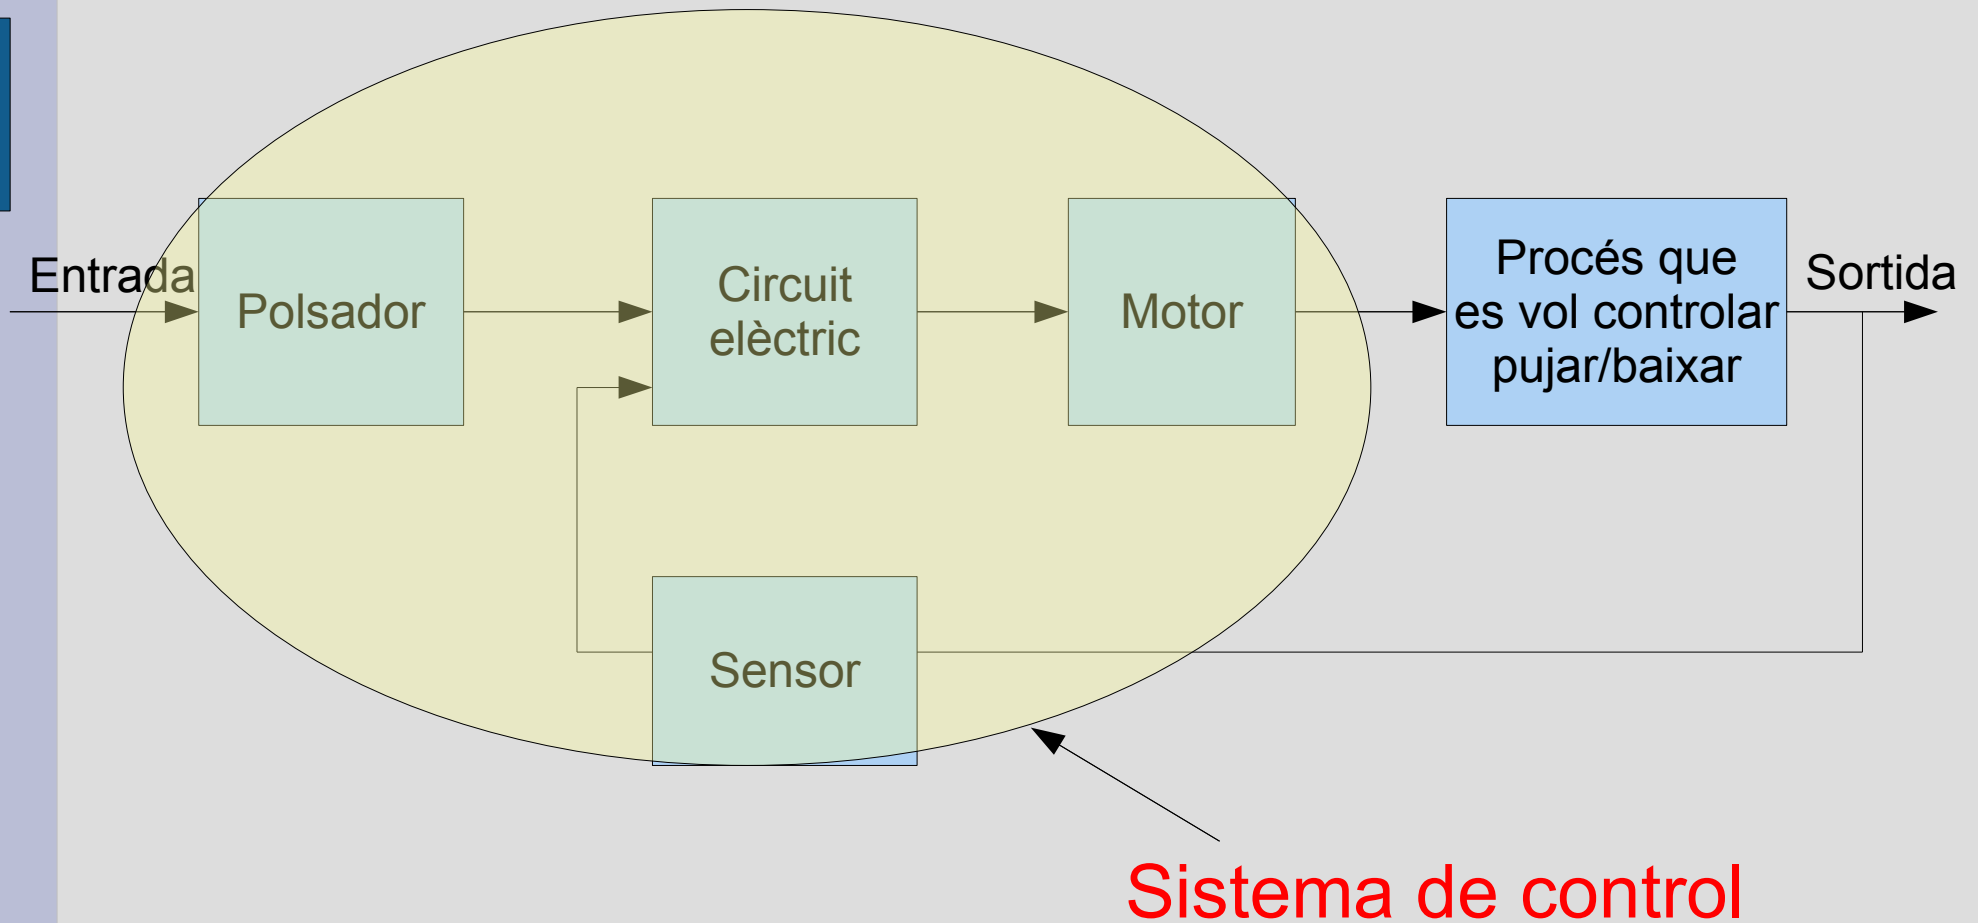 Entrada
Polsador
Circuit
elèctric
Motor
Procés que
es vol controlar
pujar/baixar
Sortida
Sensor
Sistema de control